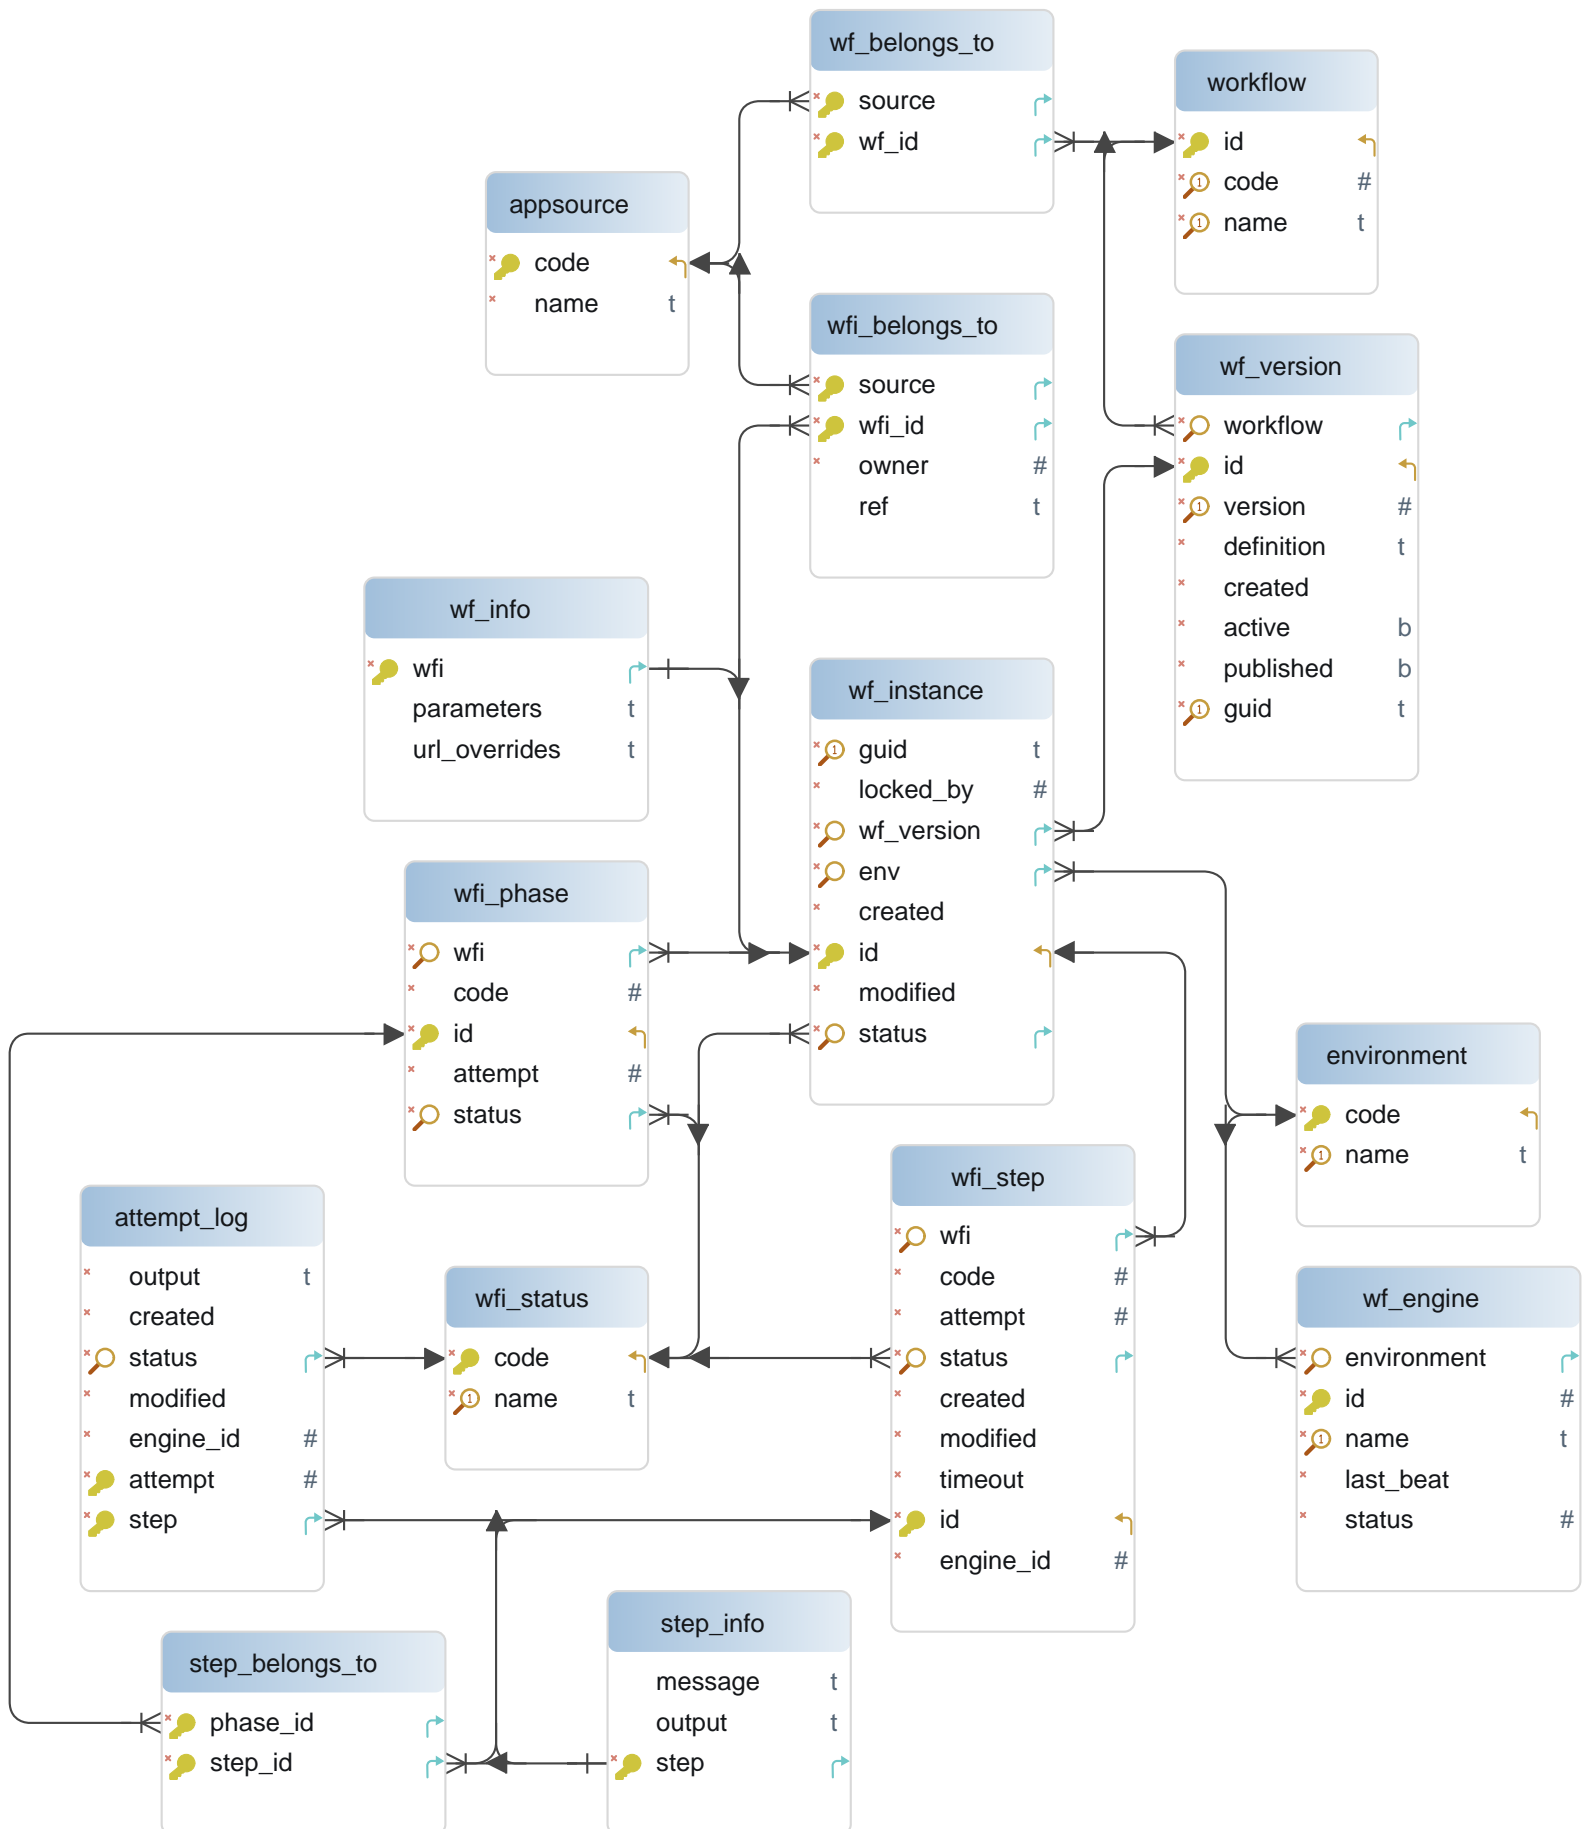 wf_belongs_to
source
wf_id
workflow
id
code #
name t
appsource
code
name t
wfi_belongs_to
source
wfi_id
owner #
ref t
wf_version
workflow
id
version #
definition t
created
active b
published b
guid t
wf_info
wfi
parameters t
url_overrides t
wf_instance
guid t
locked_by #
wf_version
env
created
id
modified
status
wfi_phase
wfi
code #
id
attempt #
status
environment
code
name t
wfi_step
wfi
code #
attempt #
status
created
modified
timeout
id
engine_id #
attempt_log
output t
created
status
modified
engine_id #
attempt #
step
wfi_status
code
name t
wf_engine
environment
id #
name t
last_beat
status #
step_info
message t
output t
step
step_belongs_to
phase_id
step_id